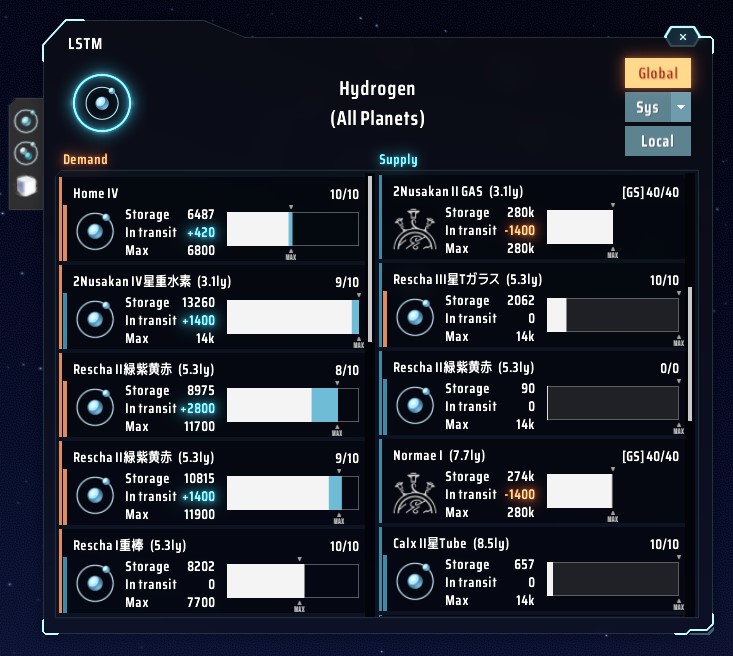 LSTM
×
Hydrogen
(All Planets)
Global
Sys
Local
Demand
Home IV 10/10
Storage 6487
In transit +420
Max 6800
MAX
2Nusakan IV星重水素 (3.1ly) 9/10
Storage 13260
In transit +1400
Max 14k
MAX
Rescha II緑紫黄赤 (5.3ly) 8/10
Storage 8975
In transit +2800
Max 11700
MAX
Rescha II緑紫黄赤 (5.3ly) 9/10
Storage 10815
In transit +1400
Max 11900
MAX
Rescha I重棒 (5.3ly) 10/10
Storage 8202
In transit 0
Max 7700
MAX
Supply
2Nusakan II GAS (3.1ly) [GS]40/40
Storage 280k
In transit -1400
Max 280k
MAX
Rescha III星Tガラス (5.3ly) 10/10
Storage 2062
In transit 0
Max 14k
MAX
Rescha II緑紫黄赤 (5.3ly) 0/0
Storage 90
In transit 0
Max 14k
MAX
Normae I (7.7ly) [GS]40/40
Storage 274k
In transit -1400
Max 280k
MAX
Calx II星Tube (8.5ly) 10/10
Storage 657
In transit 0
Max 14k
MAX